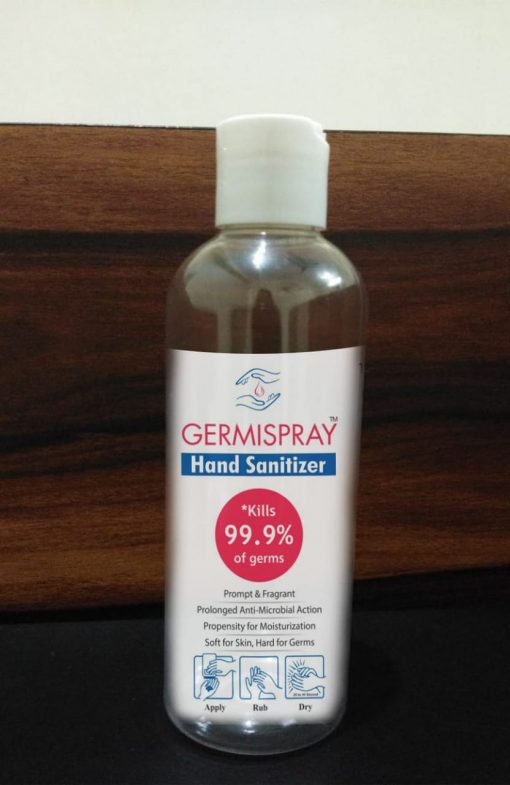 GERMISPRAY™
Hand Sanitizer
*Kills
99.9%
of germs
Prompt & Fragrant
Prolonged Anti-Microbial Action
Propensity for Moisturization
Soft for Skin, Hard for Germs
Apply Rub Dry